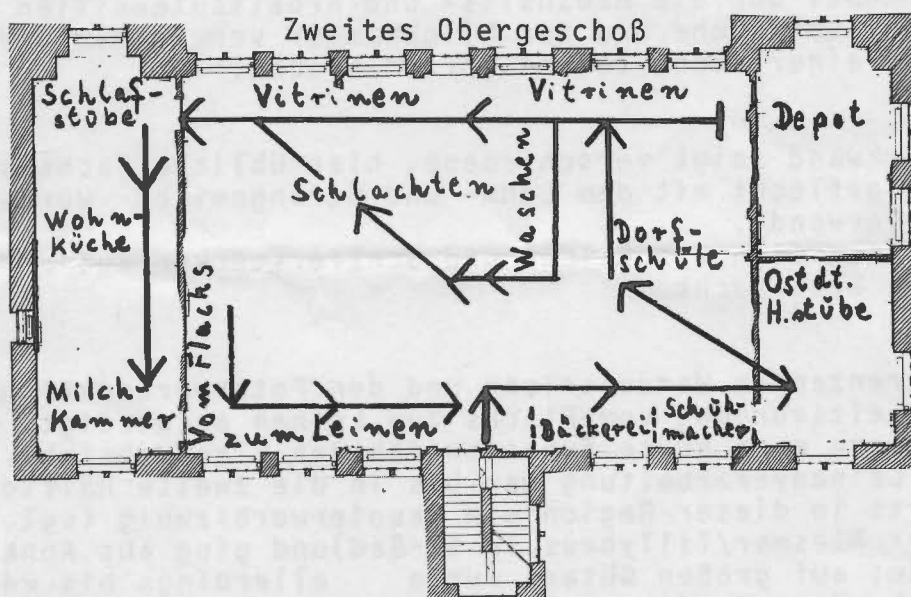 Zweites Obergeschoß
Vitrinen
Vitrinen
Schlaf-
stube
Depot
Schlachten
Waschen
Wohn-
Küche
Dorf-
schule
Ostdt.
H.stube
Vom Flachs
zum Leinen
Milch-
Kammer
Bäckerei
Schuh-
macher